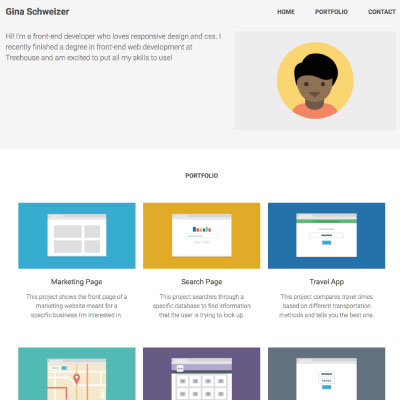 Gina Schweizer
HOME PORTFOLIO CONTACT
Hi! I'm a front-end developer who loves responsive design and css. I
recently finished a degree in front-end web development at
Treehouse and am excited to put all my skills to use!
PORTFOLIO
Marketing Page
This project shows the front page of a
marketing website meant for a
specific business I'm interested in.
Search Page
This project searches through a
specific database to find information
that the user is trying to look up.
Travel App
This project compares travel times
based on different transportation
methods and tells you the best one.